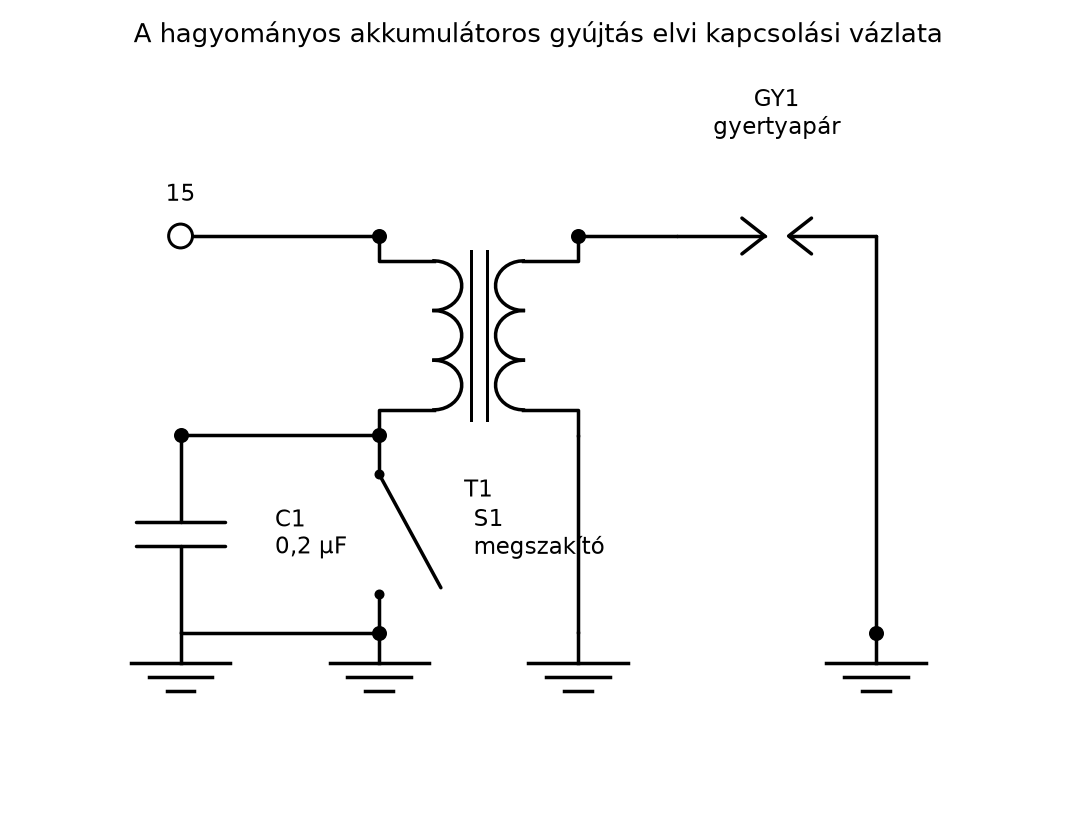 A hagyományos akkumulátoros gyújtás elvi kapcsolási vázlata
GY1
gyertyapár
15
T1
C1
0,2 µF
S1
megszakító